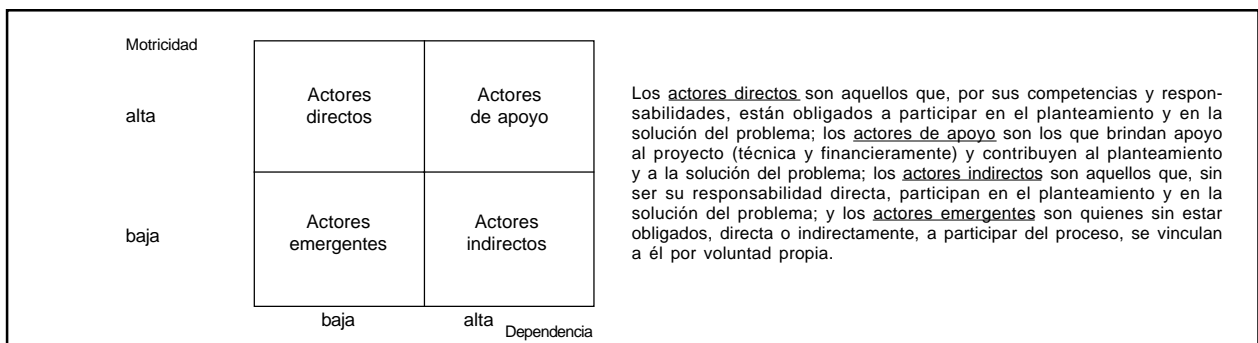 Motricidad
alta
baja
Actores
directos
Actores
de apoyo
Actores
emergentes
Actores
indirectos
baja
alta
Dependencia
Los actores directos son aquellos que, por sus competencias y respon-
sabilidades, están obligados a participar en el planteamiento y en la
solución del problema; los actores de apoyo son los que brindan apoyo
al proyecto (técnica y financieramente) y contribuyen al planteamiento
y a la solución del problema; los actores indirectos son aquellos que, sin
ser su responsabilidad directa, participan en el planteamiento y en la
solución del problema; y los actores emergentes son quienes sin estar
obligados, directa o indirectamente, a participar del proceso, se vinculan
a él por voluntad propia.